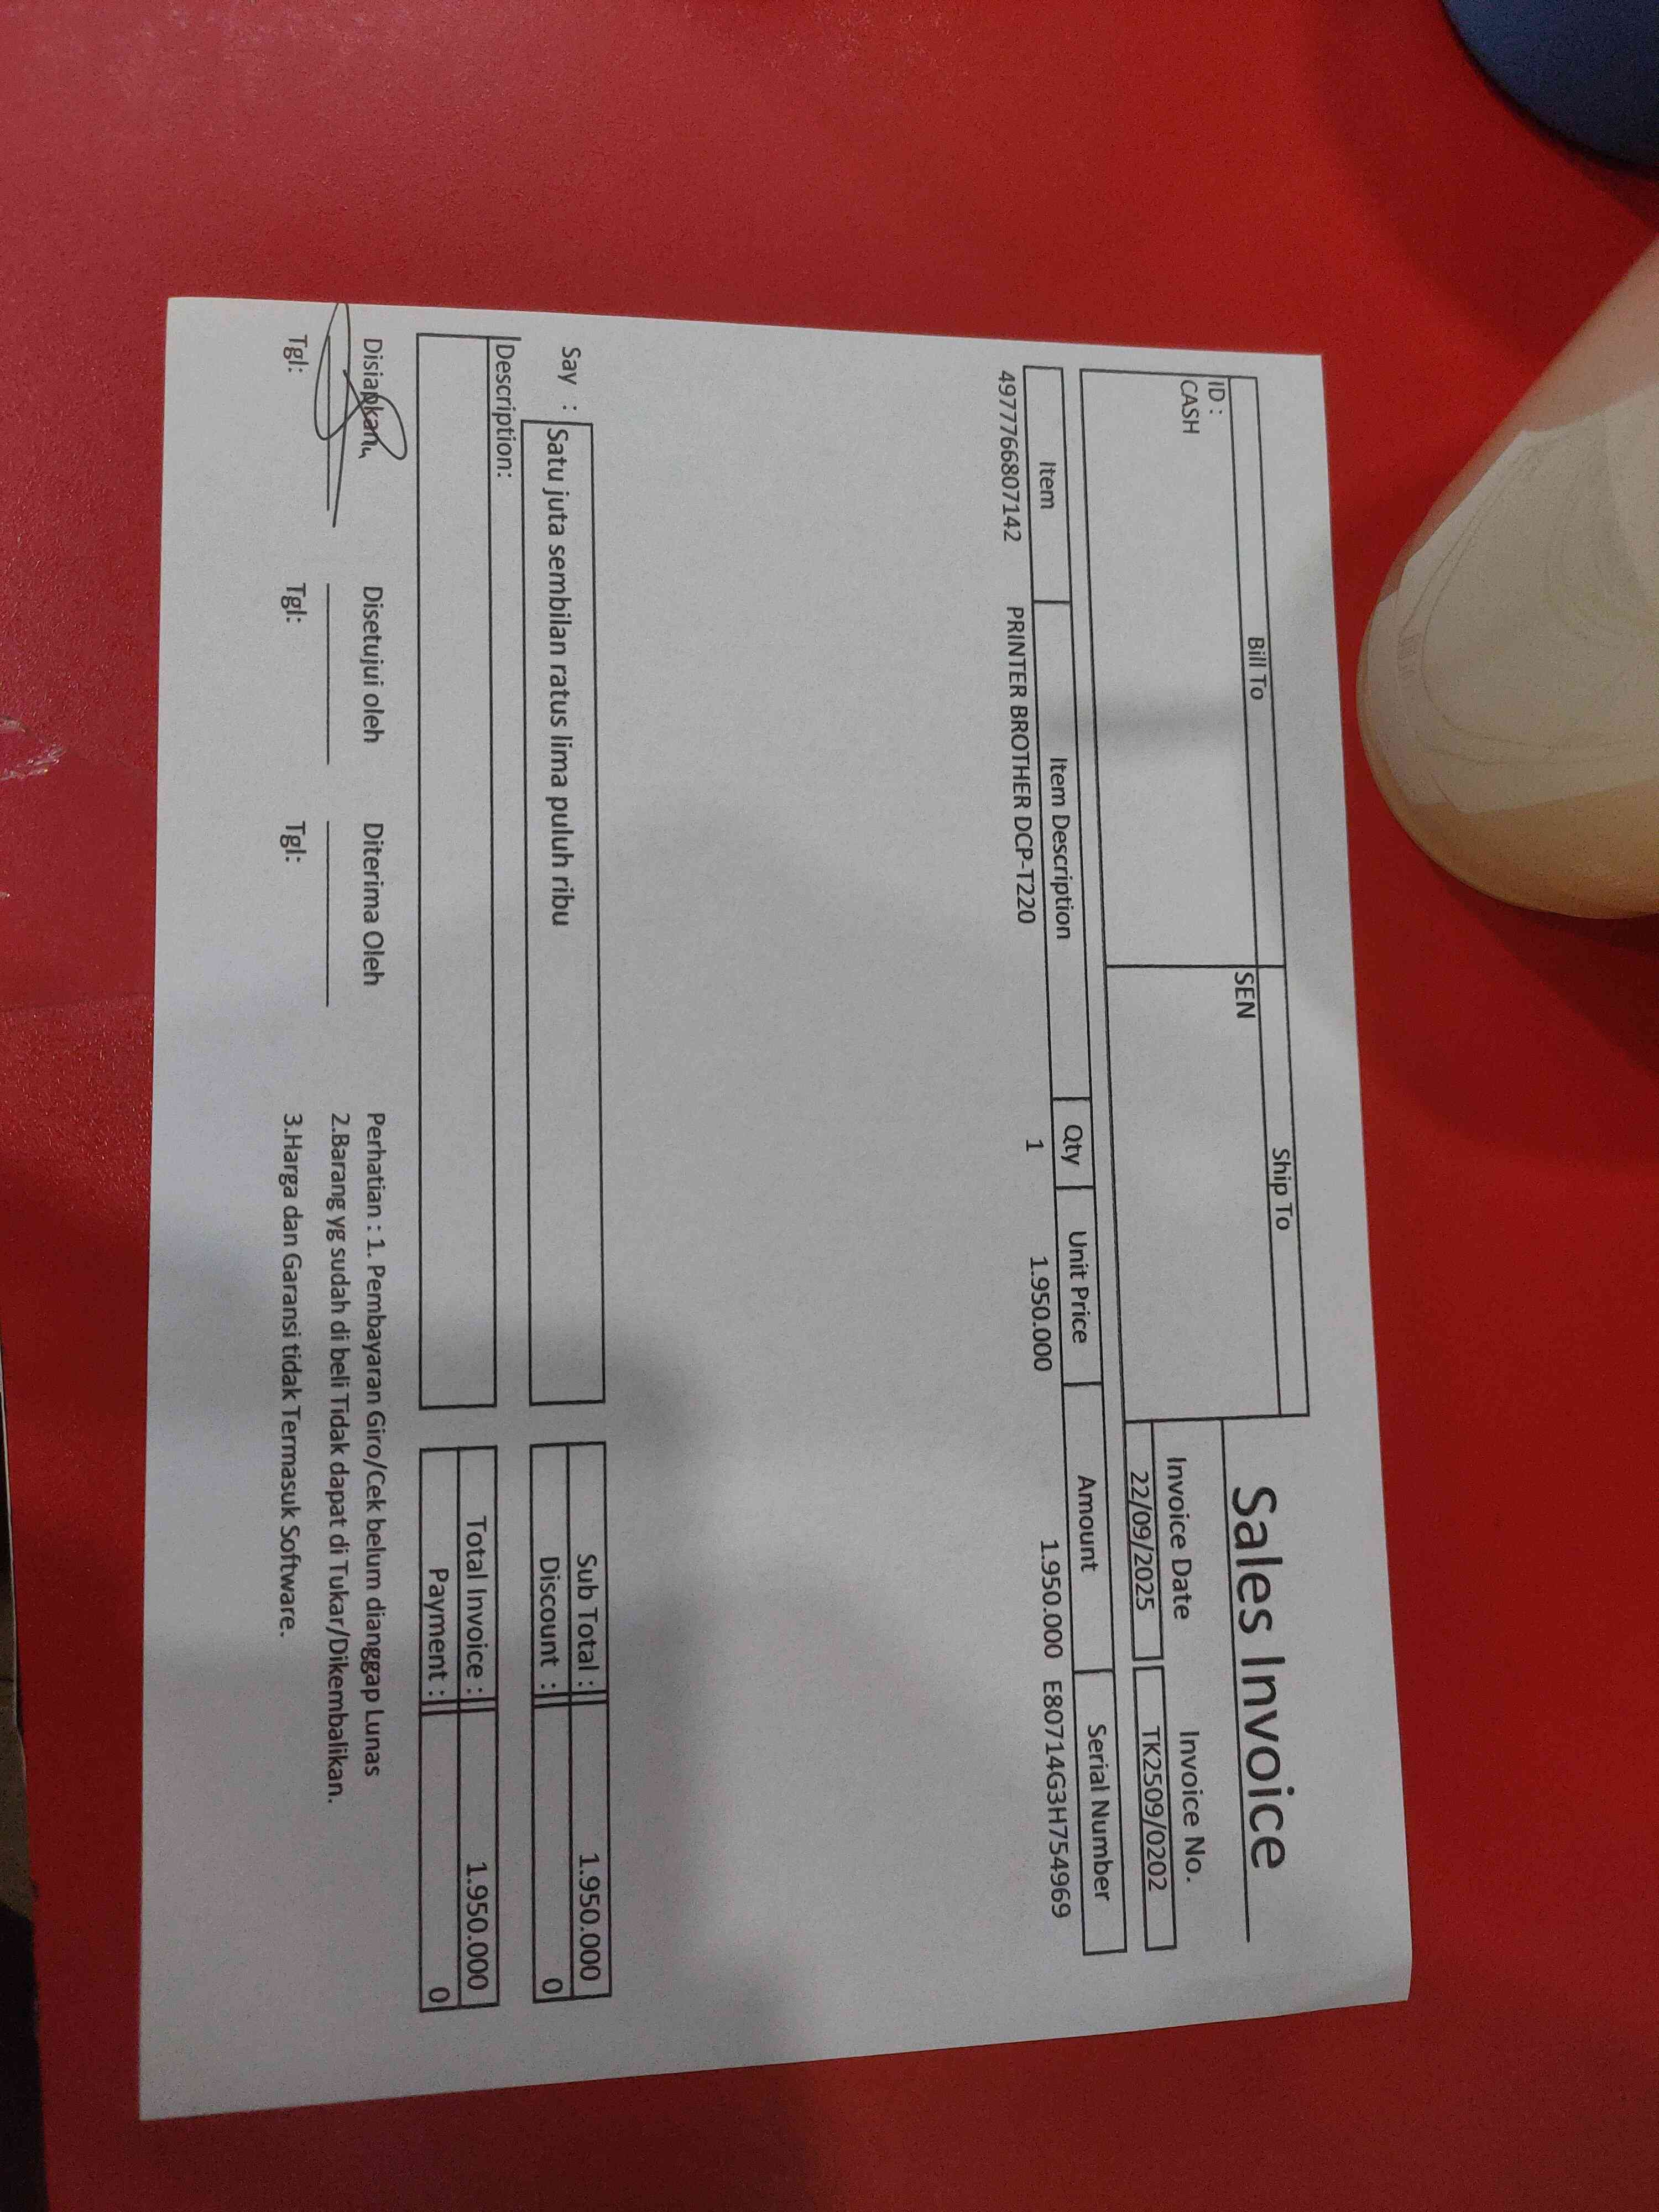 Sales Invoice
Bill To Ship To
ID :
CASH
SEN
Invoice Date Invoice No.
22/09/2025 TK2509/0202
Item Item Description Qty Unit Price Amount Serial Number
4977766807142 PRINTER BROTHER DCP-T220 1 1.950.000 1.950.000 E80714G3H754969
Say : Satu juta sembilan ratus lima puluh ribu
Sub Total : 1.950.000
Discount : 0
Description:
Total Invoice : 1.950.000
Payment : 0
Disiapkan Disetujui oleh Diterima Oleh
Tgl: Tgl: Tgl:
Perhatian : 1. Pembayaran Giro/Cek belum dianggap Lunas
2.Barang yg sudah di beli Tidak dapat di Tukar/Dikembalikan.
3.Harga dan Garansi tidak Termasuk Software.